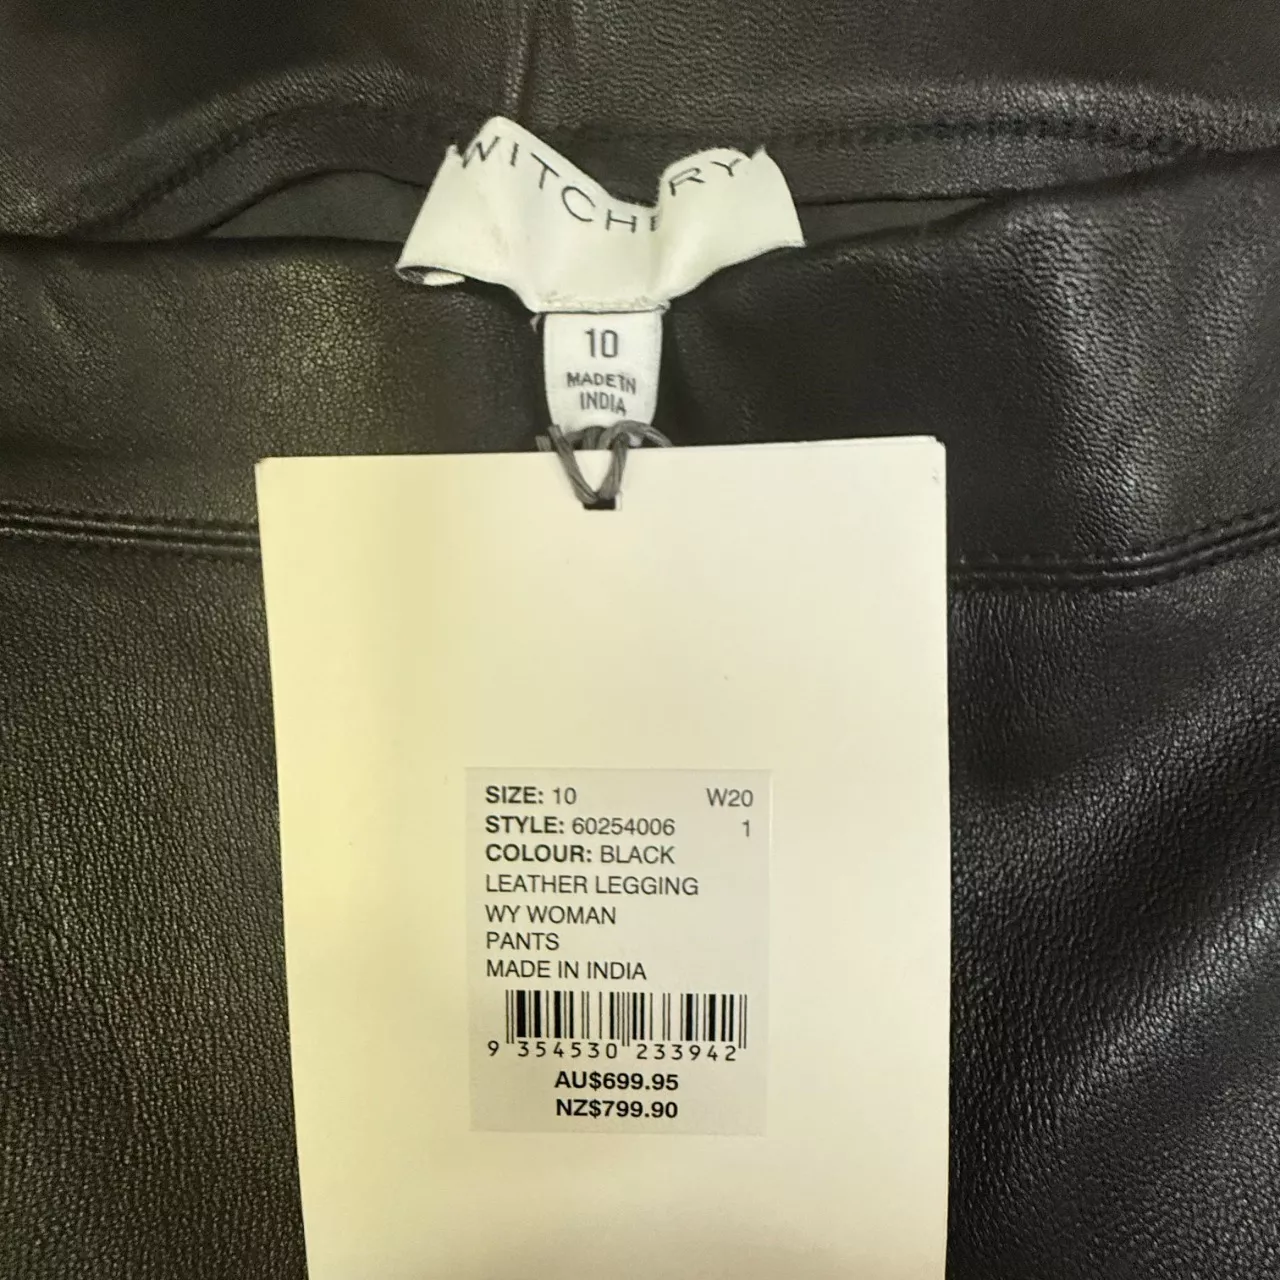 WITCHERY
10
MADE IN
INDIA
SIZE: 10 W20
STYLE: 60254006 1
COLOUR: BLACK
LEATHER LEGGING
WY WOMAN
PANTS
MADE IN INDIA
9 354530 233942
AU$699.95
NZ$799.90